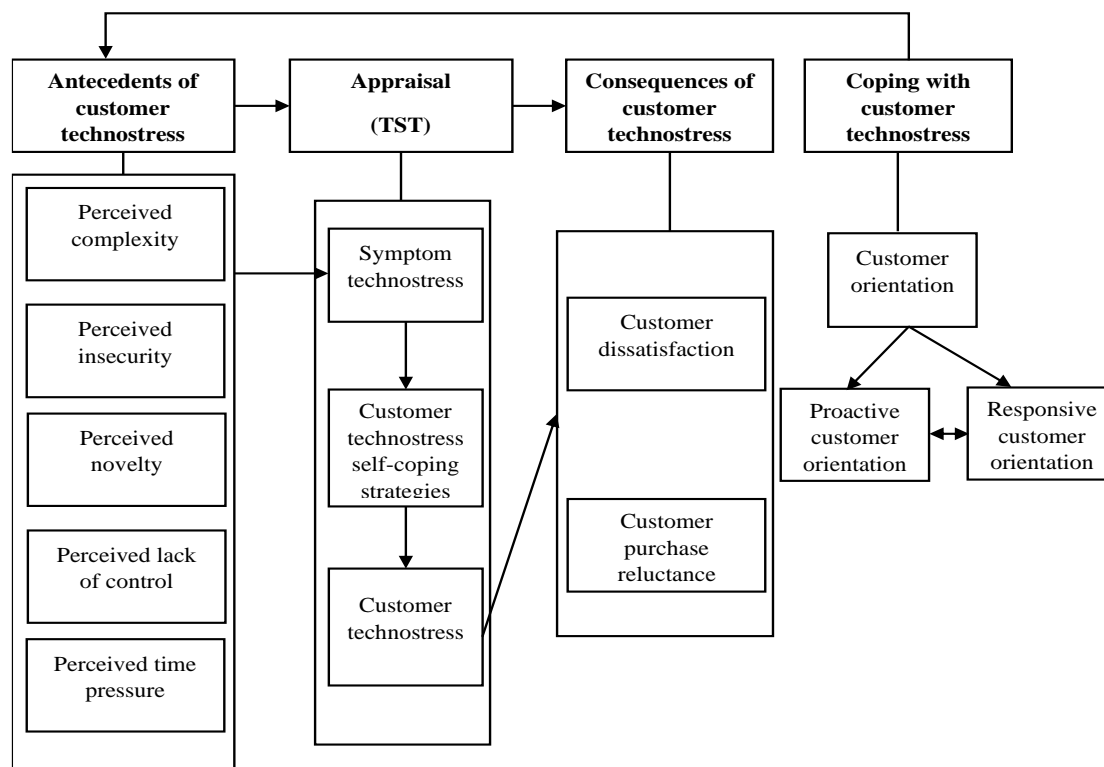 Antecedents of
customer
technostress
Appraisal
(TST)
Consequences of
customer
technostress
Coping with
customer
technostress
Perceived
complexity
Perceived
insecurity
Perceived
novelty
Perceived lack
of control
Perceived time
pressure
Symptom
technostress
Customer
technostress
self-coping
strategies
Customer
technostress
Customer
dissatisfaction
Customer
purchase
reluctance
Customer
orientation
Proactive
customer
orientation
Responsive
customer
orientation